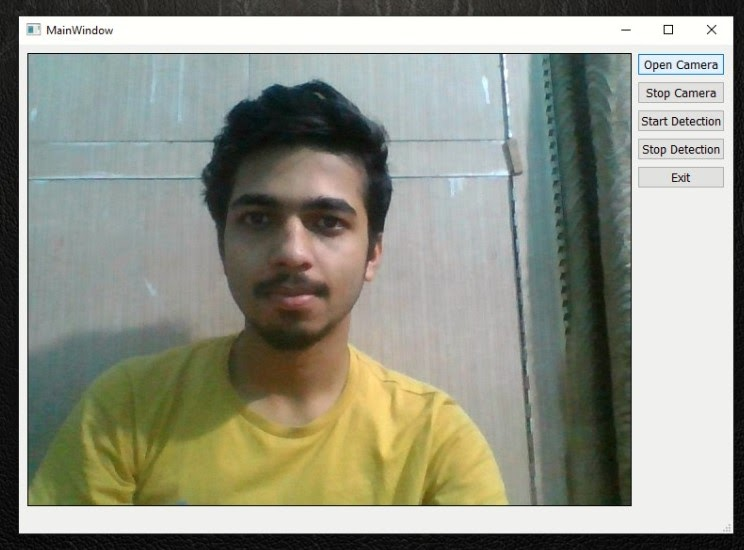 MainWindow
Open Camera
Stop Camera
Start Detection
Stop Detection
Exit